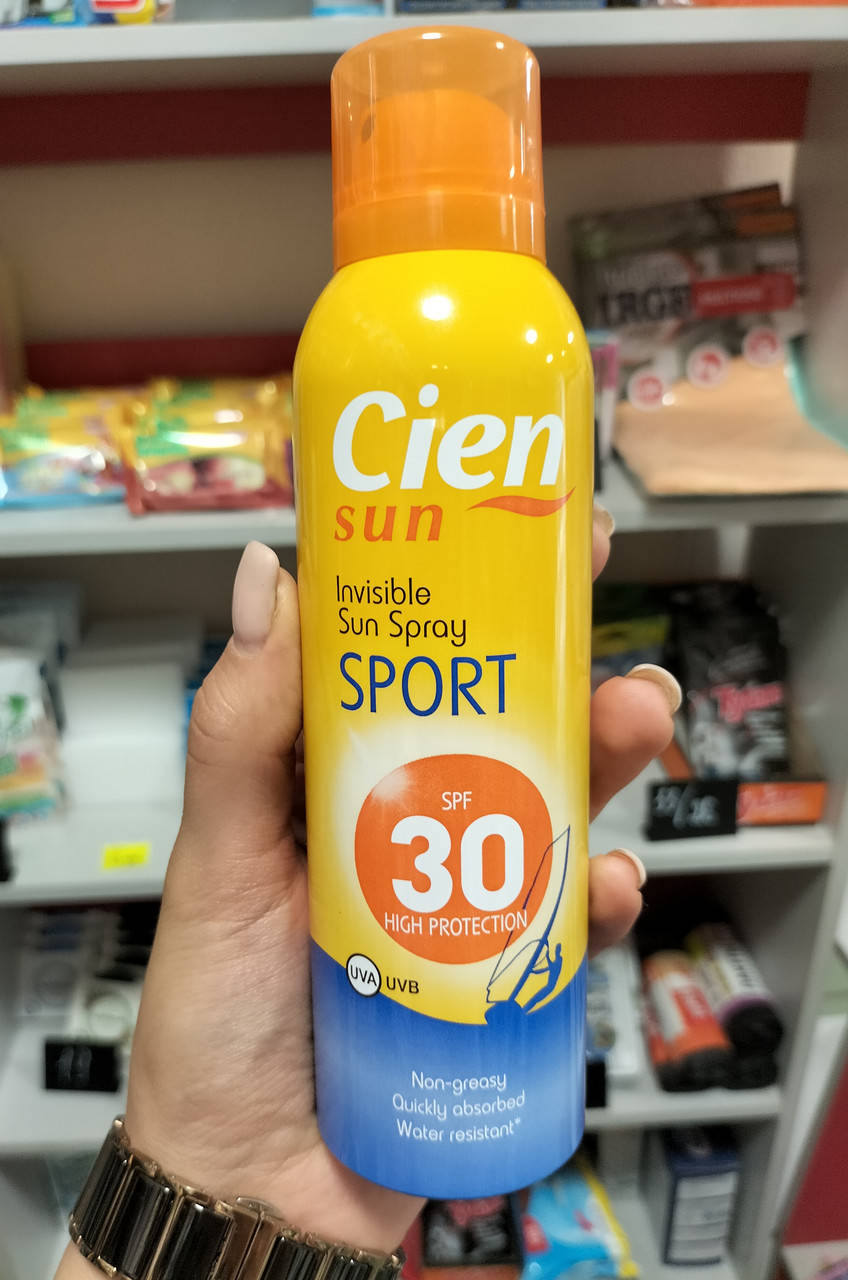 Cien
sun
Invisible
Sun Spray
SPORT
SPF
30
HIGH PROTECTION
UVA UVB
Non-greasy
Quickly absorbed
Water resistant*